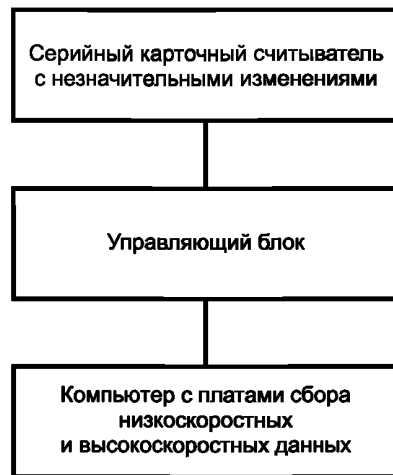 Серийный карточный считыватель
с незначительными изменениями
Управляющий блок
Компьютер с платами сбора
низкоскоростных
и высокоскоростных данных